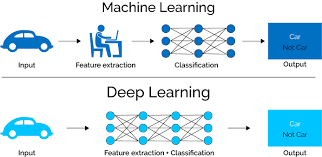 Machine Learning
Car
Not Car
Input
Feature extraction
Classification
Output
Deep Learning
Car
Not Car
Input
Feature extraction + Classification
Output